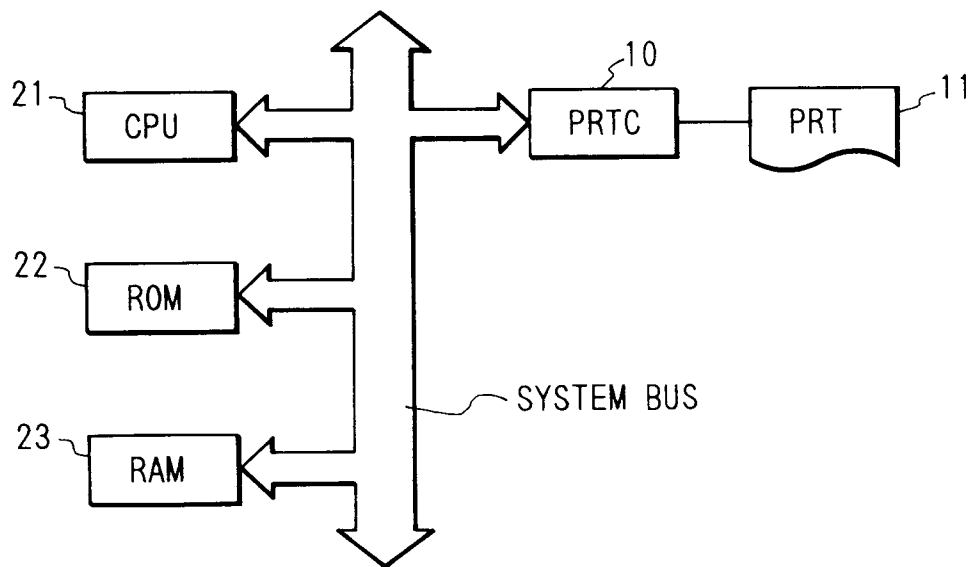 10
21
11
CPU
PRTC
PRT
22
ROM
SYSTEM BUS
23
RAM